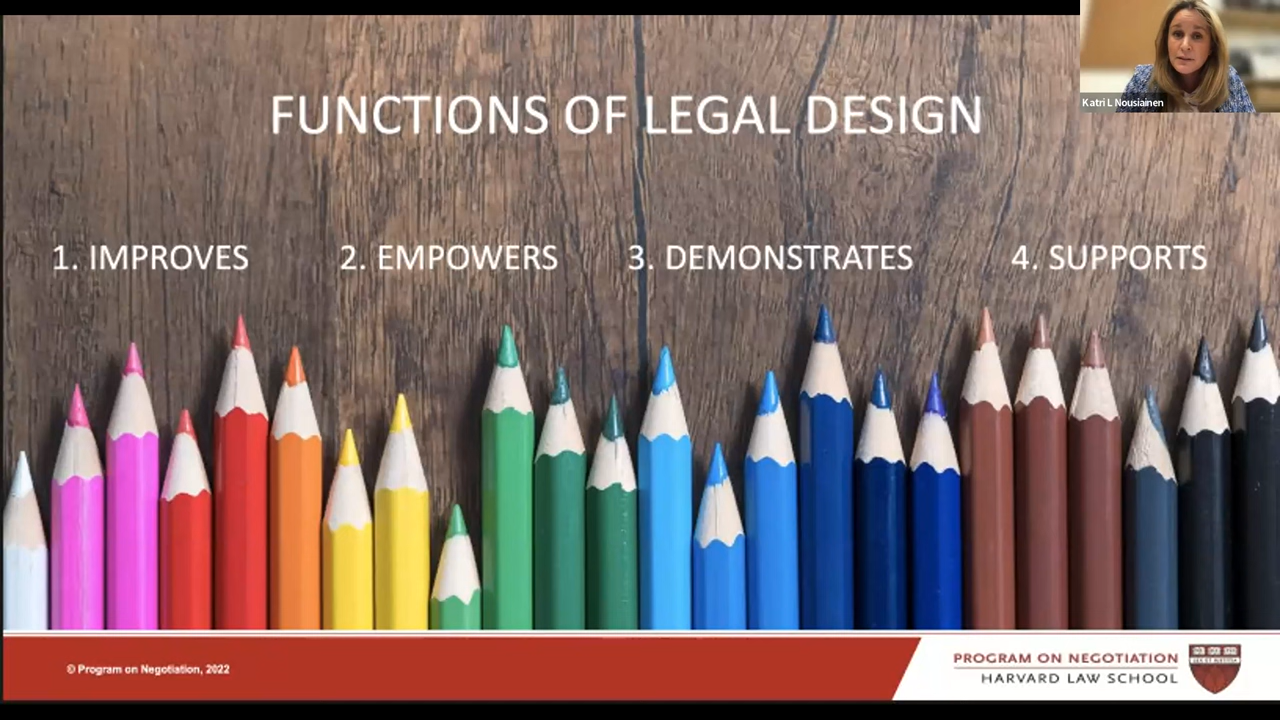 Katri L Nousiainen
FUNCTIONS OF LEGAL DESIGN
1. IMPROVES
2. EMPOWERS
3. DEMONSTRATES
4. SUPPORTS
© Program on Negotiation, 2022
PROGRAM ON NEGOTIATION
HARVARD LAW SCHOOL